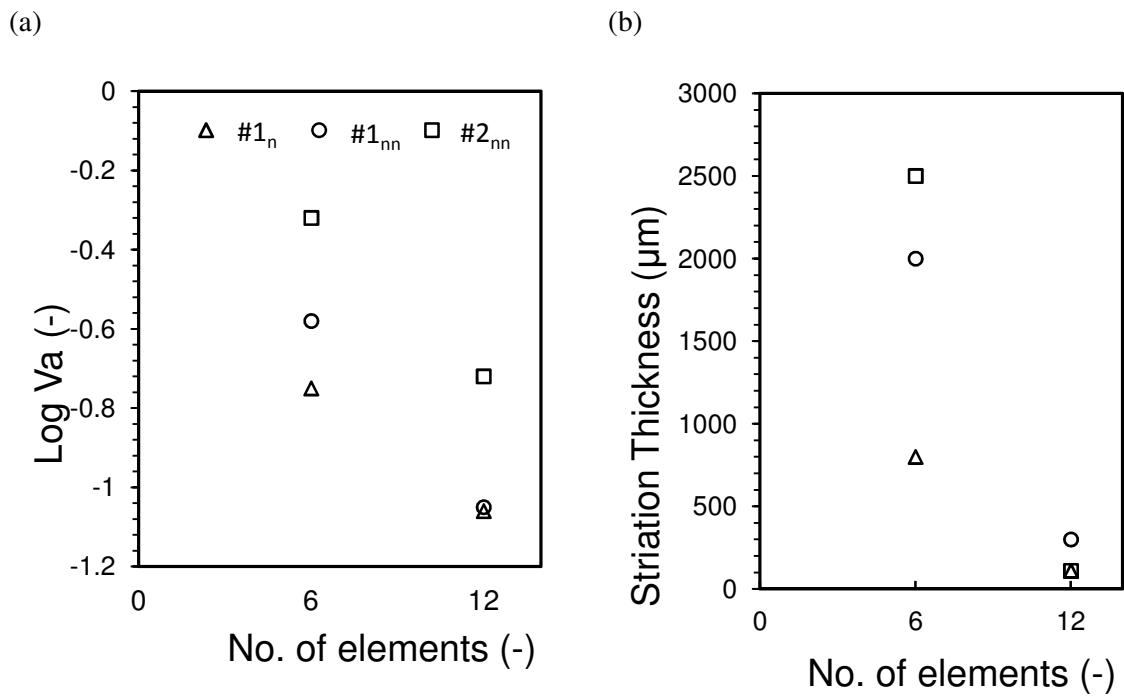 (a)
0
-0.2
-0.4
-0.6
-0.8
-1
-1.2
Log Va (-)
#1nn
#1n
#2nn
0
6
12
No. of elements (-)
(b)
3000
2500
2000
1500
1000
500
0
Striation Thickness (µm)
0
6
12
No. of elements (-)